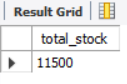 Result Grid
total_stock
11500